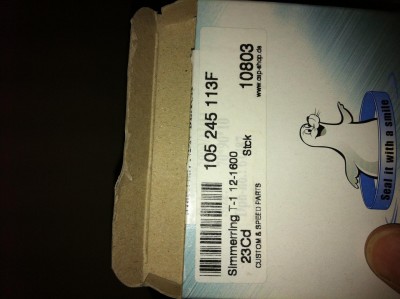 105 245 113F
10803
www.csp-shop.de
Simmerring T-1 12-1600
Stck
23Cd
CUSTOM & SPEED PARTS
Seal it with a smile